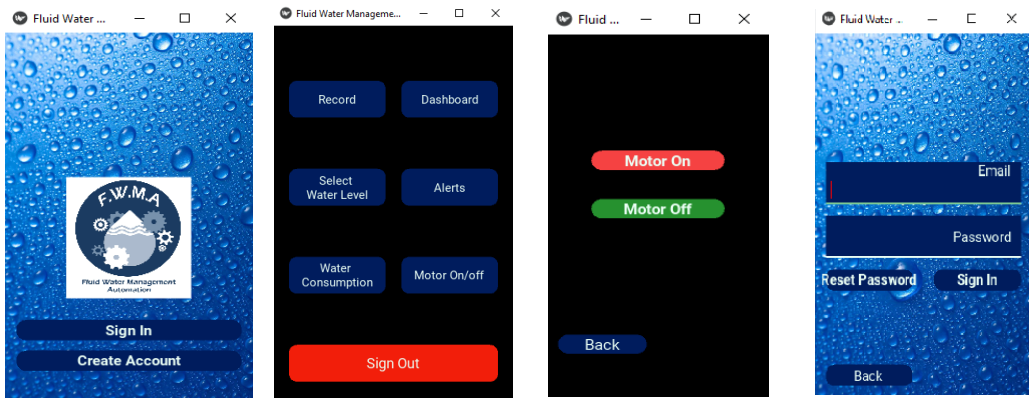 Fluid Water ...
F.W.M.A
Fluid Water Management
Automation
Sign In
Create Account
Fluid Water Manageme...
Record
Dashboard
Select
Water Level
Alerts
Water
Consumption
Motor On/off
Sign Out
Fluid ...
Motor On
Motor Off
Back
Fluid Water ...
Email
Password
Reset Password
Sign In
Back